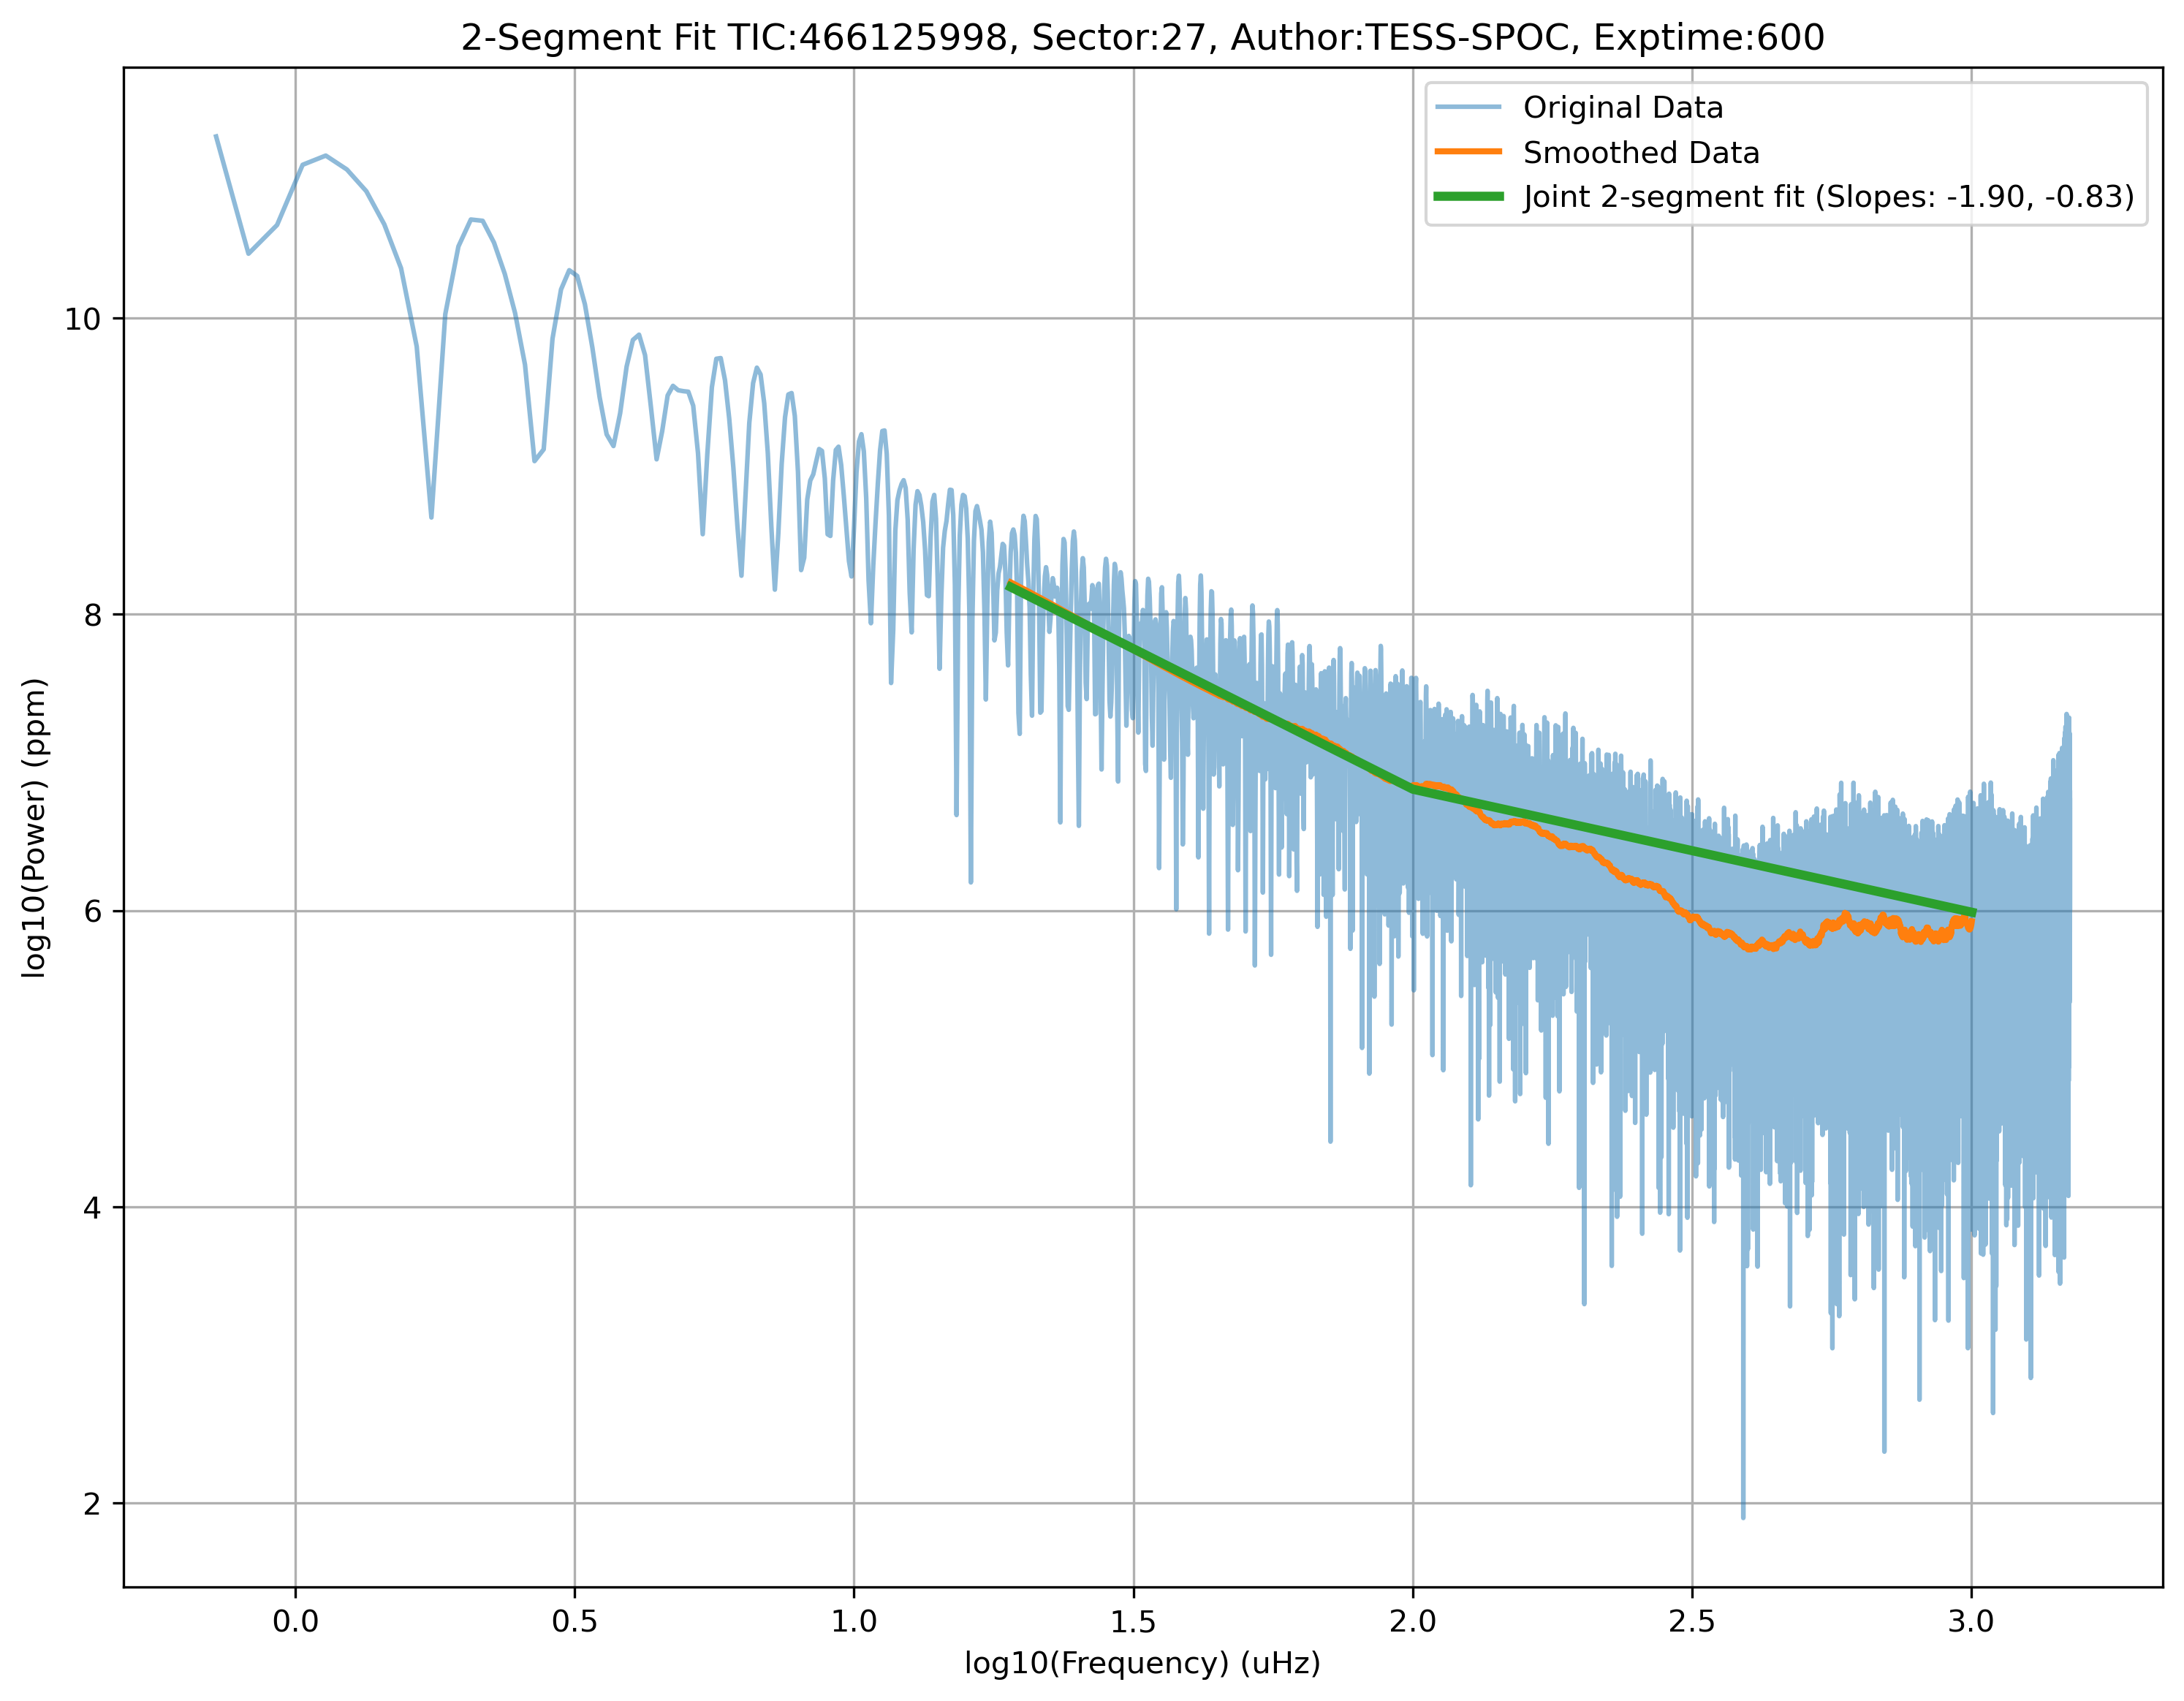 2-Segment Fit TIC:466125998, Sector:27, Author:TESS-SPOC, Exptime:600
Original Data
Smoothed Data
Joint 2-segment fit (Slopes: -1.90, -0.83)
log10(Power) (ppm)
10
8
6
4
2
0.0 0.5 1.0 1.5 2.0 2.5 3.0
log10(Frequency) (uHz)